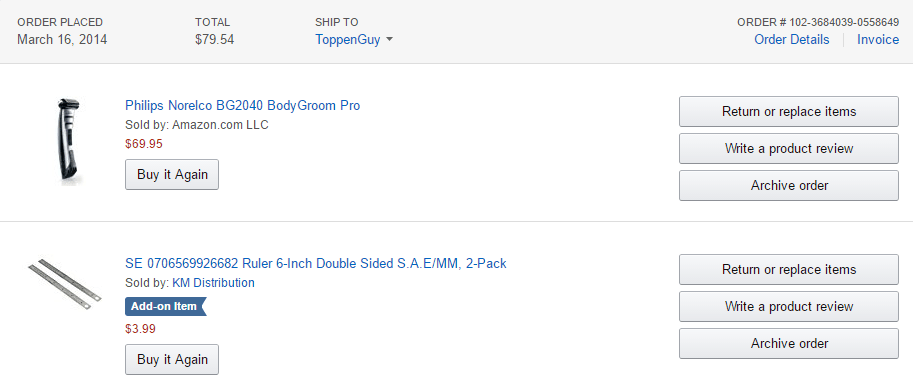 ORDER PLACED
March 16, 2014
TOTAL
$79.54
SHIP TO
ToppenGuy
ORDER # 102-3684039-0558649
Order Details
Invoice
Philips Norelco BG2040 BodyGroom Pro
Sold by: Amazon.com LLC
$69.95
Buy it Again
Return or replace items
Write a product review
Archive order
SE 0706569926682 Ruler 6-Inch Double Sided S.A.E/MM, 2-Pack
Sold by: KM Distribution
Add-on Item
$3.99
Buy it Again
Return or replace items
Write a product review
Archive order